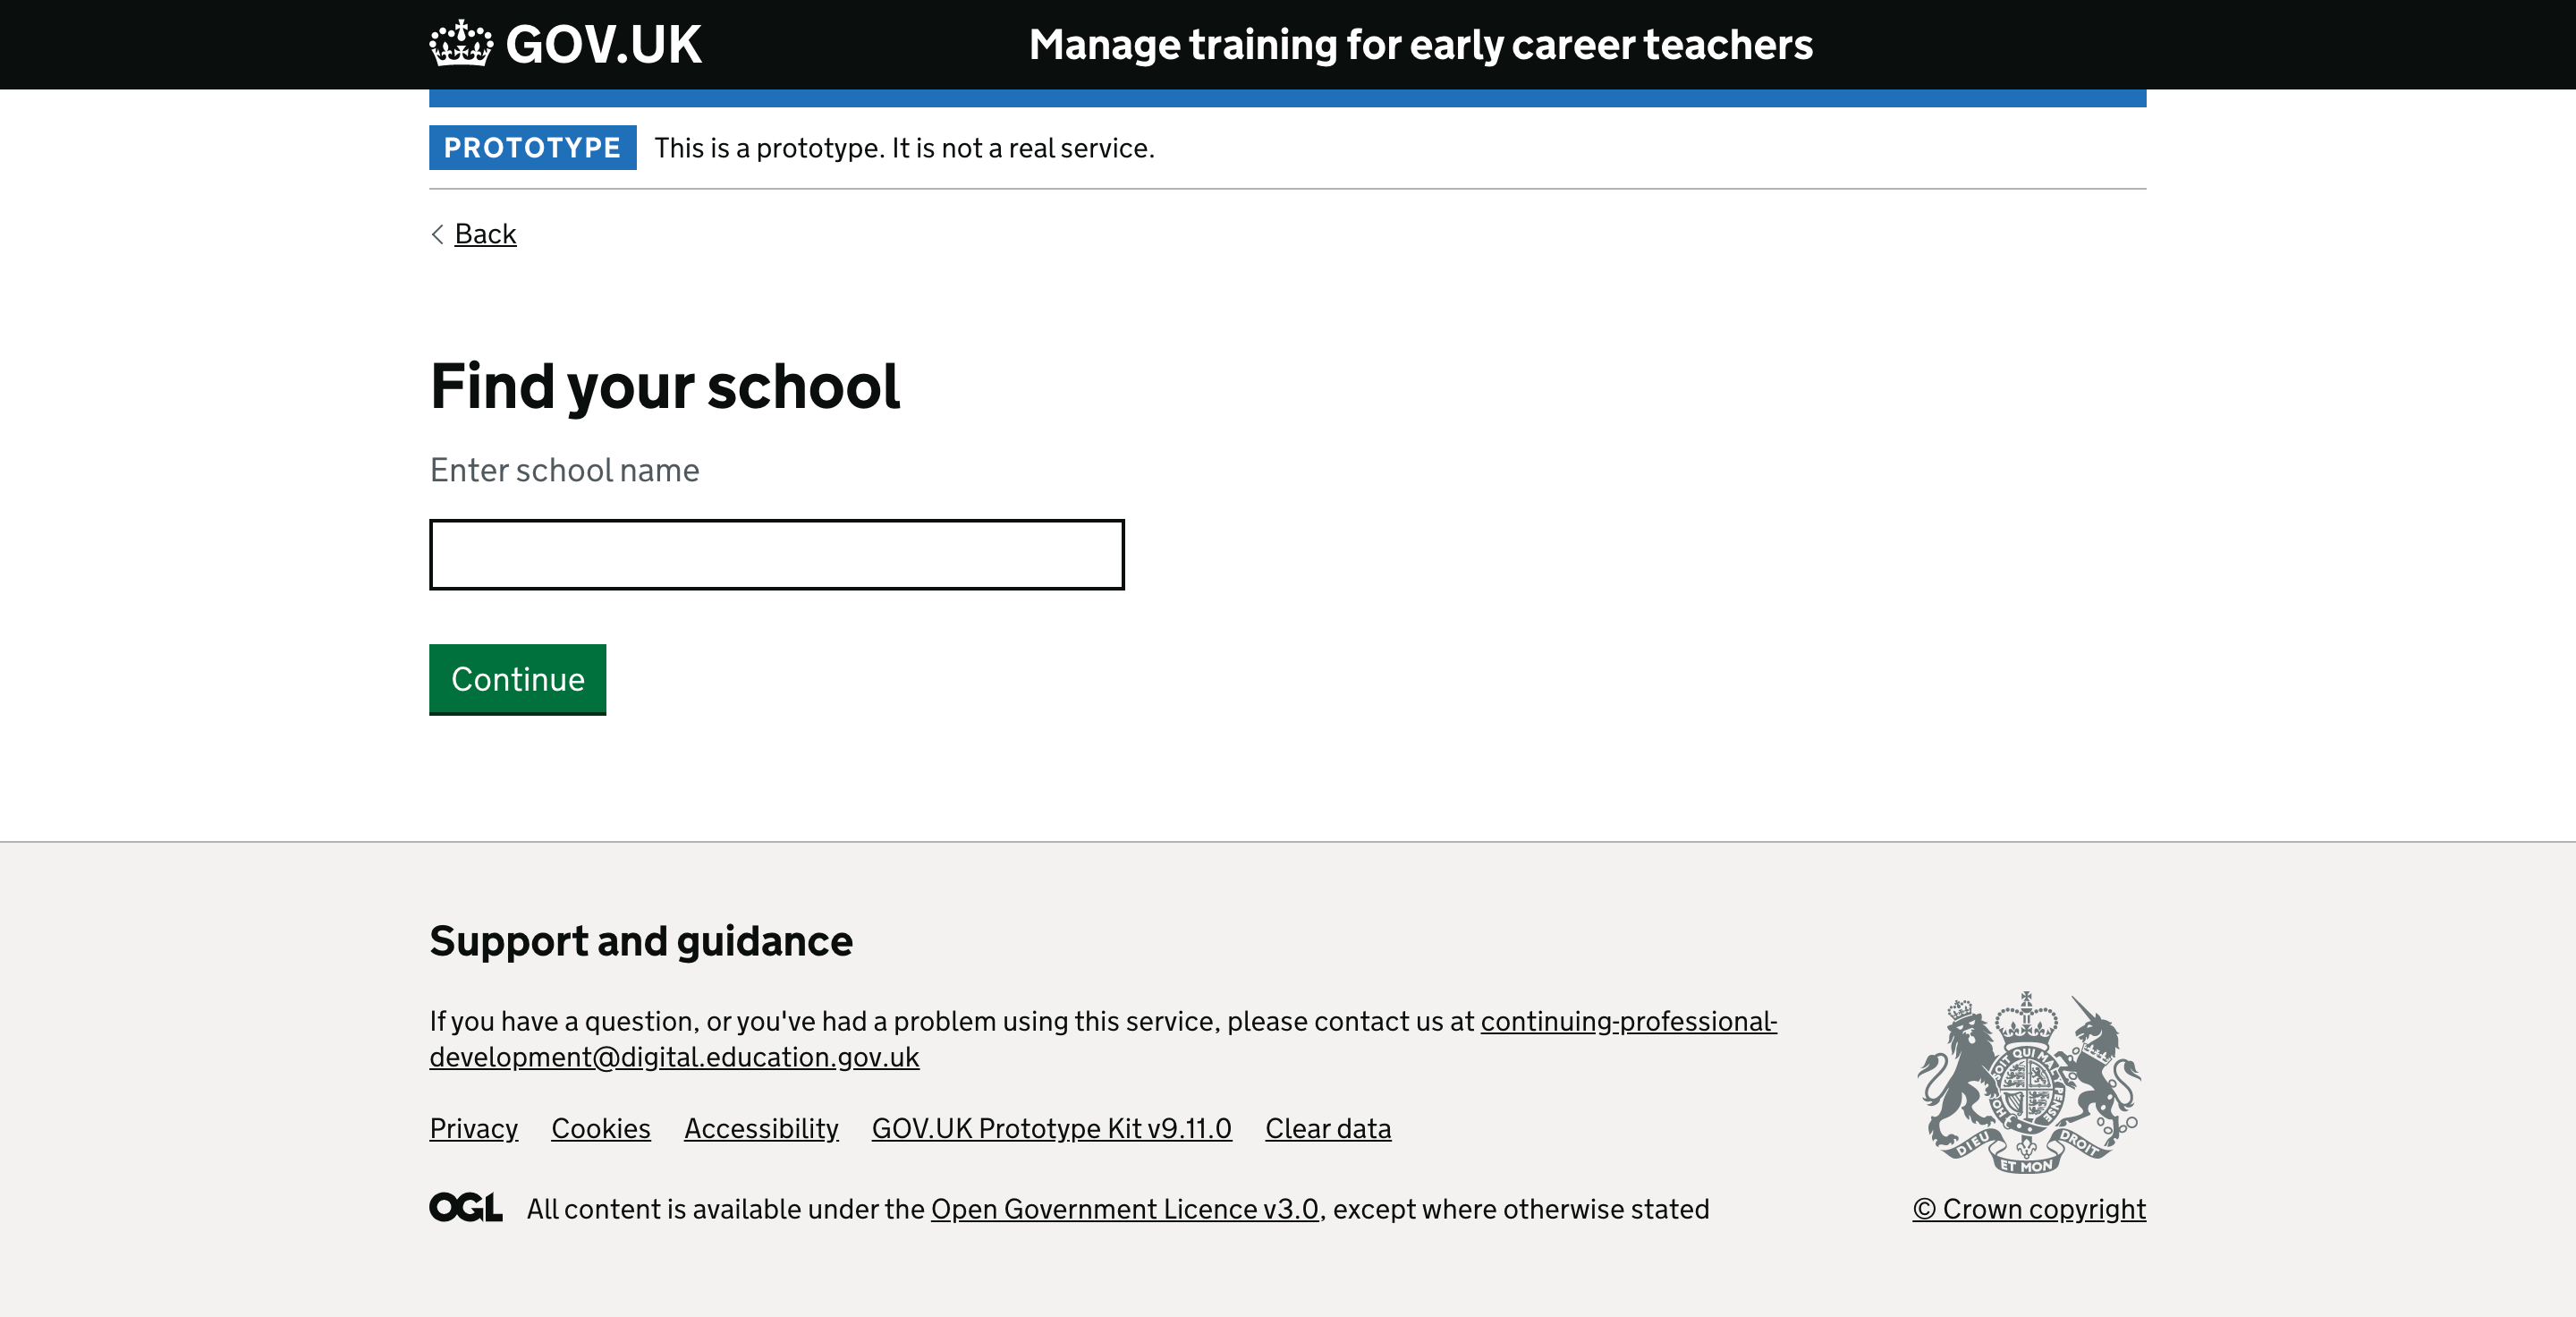 GOV.UK
Manage training for early career teachers
PROTOTYPE This is a prototype. It is not a real service.
Back
Find your school
Enter school name
Continue
Support and guidance
If you have a question, or you've had a problem using this service, please contact us at continuing-professional-
development@digital.education.gov.uk
Privacy Cookies Accessibility GOV.UK Prototype Kit v9.11.0 Clear data
OGL All content is available under the Open Government Licence v3.0, except where otherwise stated
SOIT QUI MAL Y PENSE
DIEU ET MON DROIT
© Crown copyright